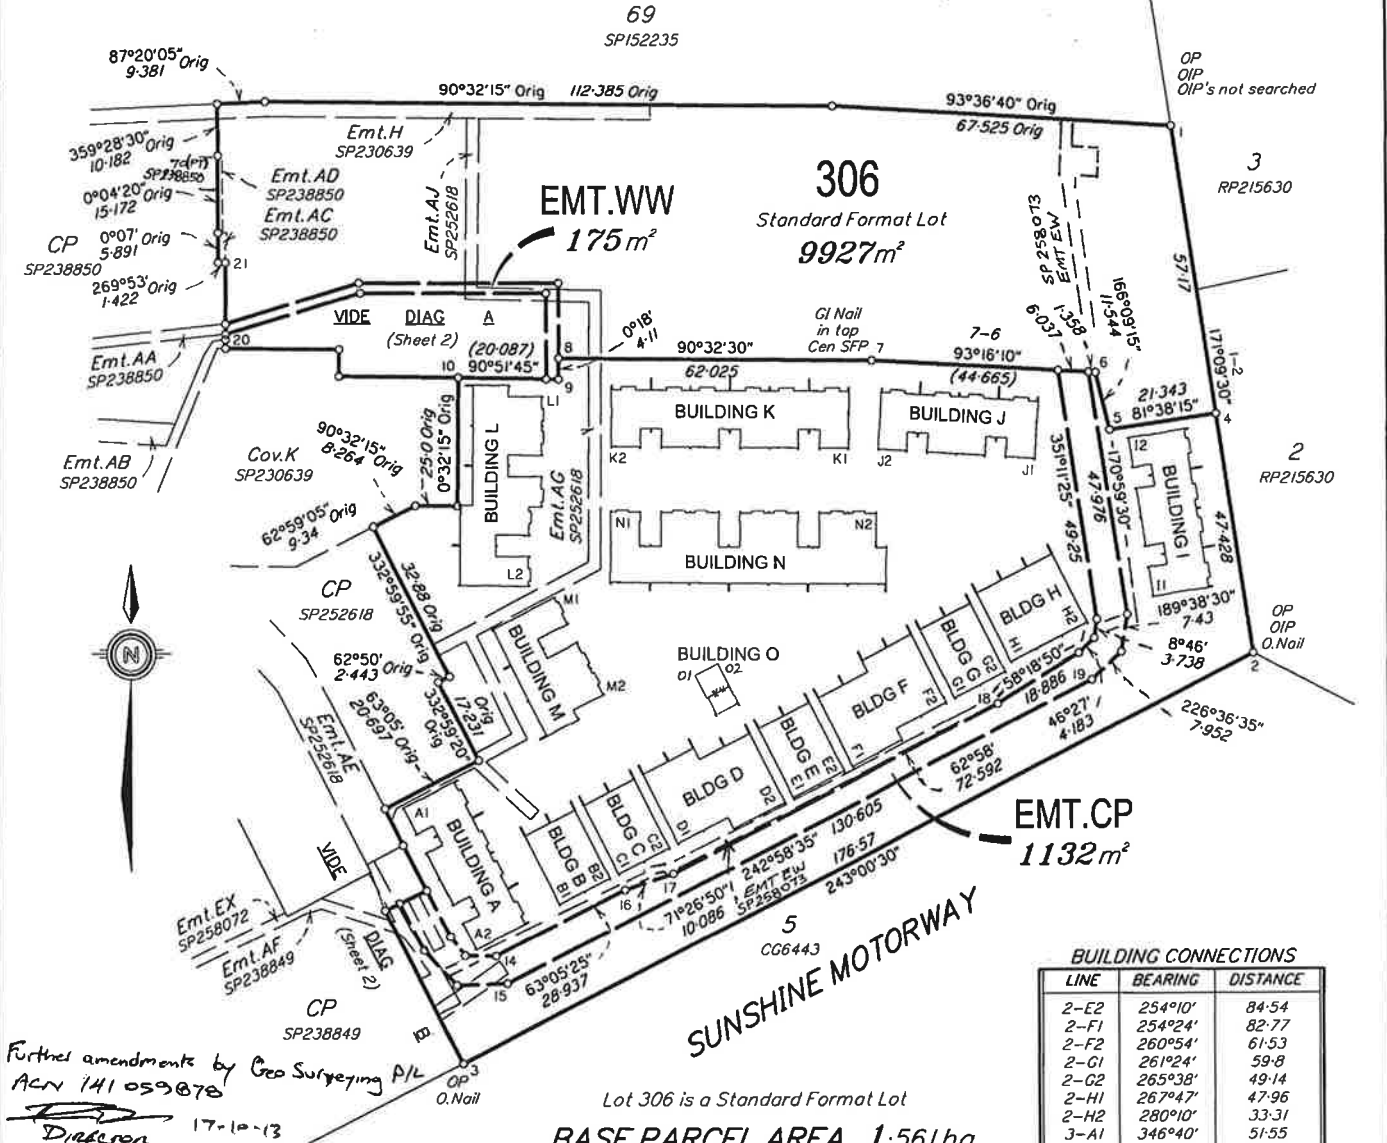 69
SP152235
87°20'05" Orig
9·381
90°32'15" Orig 112·385 Orig
93°36'40" Orig
67·525 Orig
OP
OIP
OIP's not searched
1
3
RP215630
359°28'30" Orig
10·182
7d(PT)
SP238850
0°04'20" Orig
15·172
0°07' Orig
5·891
269°53' Orig
1·422
CP
SP238850
21
Emt.H
SP230639
Emt.AD
SP238850
Emt.AC
SP238850
Emt.AJ
SP252618
EMT.WW
175m²
306
Standard Format Lot
9927m²
SP 258073
EMT EW
57·17
171°09'30"
1-2
VIDE DIAG A
(Sheet 2)
(20·087)
90°51'45"
10
8
9
0°18'
4·11
GI Nail
in top
Cen SFP
90°32'30"
62·025
7
7-6
93°16'10"
(44·665)
6·037
1·358
166°09'15"
11·544
6
21·343
81°38'15"
5
4
20
Emt.AA
SP238850
Emt.AB
SP238850
Cov.K
SP230639
90°32'15" Orig
8·264
25·0 Orig
0°32'15" Orig
62°59'05" Orig
9·34
L1
BUILDING L
L2
Emt.AG
SP252618
BUILDING K
K2
K1
BUILDING J
J2
J1
N1
N2
BUILDING N
351°11'25"
49·25
47·976
170°59'30"
I2
BUILDING I
I1
47·428
2
RP215630
189°38'30"
7·43
8°46'
3·738
OP
OIP
O.Nail
2
CP
SP252618
332°59'55" Orig
32·88 Orig
62°50' Orig
2·443
Orig
17·231
332°59'20"
Orig
63°05' Orig
20·697
Emt.AE
SP252618
N
M1
BUILDING M
M2
BUILDING O
O1
O2
BLDG H
H1
H2
BLDG G
G1
G2
BLDG F
F1
F2
BLDG E
E1
E2
BLDG D
D1
D2
BLDG C
C1
C2
BLDG B
B1
B2
A1
BUILDING A
A2
58°18'50"
18·886
18
19
46°27'
4·183
226°36'35"
7·952
62°58'
72·592
EMT.CP
1132m²
242°58'35" 130·605
176·57
243°00'30"
EMT EW
SP258073
71°26'50"
10·086
16
17
14
15
63°05'25"
28·937
5
CG6443
SUNSHINE MOTORWAY
VIDE
DIAG
(Sheet 2)
B
Emt.EX
SP258072
Emt.AF
SP238849
CP
SP238849
3
OP
O.Nail
Further amendments by Geo Surveying P/L
ACN 141 059878
Director 17-10-13
BUILDING CONNECTIONS
LINE BEARING DISTANCE
2-E2 254°10' 84·54
2-F1 254°24' 82·77
2-F2 260°54' 61·53
2-G1 261°24' 59·8
2-G2 265°38' 49·14
2-H1 267°47' 47·96
2-H2 280°10' 33·31
3-A1 346°40' 51·55
Lot 306 is a Standard Format Lot
BASE PARCEL AREA 1·561ha